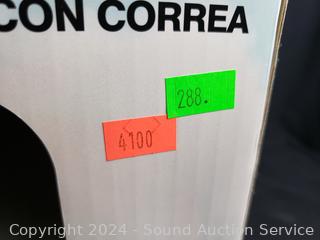 CON CORREA
288.
4100
Copyright © 2024 - Sound Auction Service